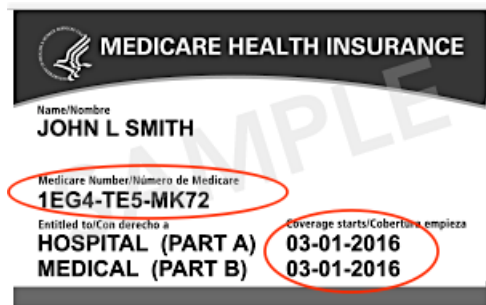 MEDICARE HEALTH INSURANCE
SAMPLE
Name/Nombre
JOHN L SMITH
Medicare Number/Número de Medicare
1EG4-TE5-MK72
Entitled to/Con derecho a Coverage starts/Cobertura empieza
HOSPITAL (PART A) 03-01-2016
MEDICAL (PART B) 03-01-2016